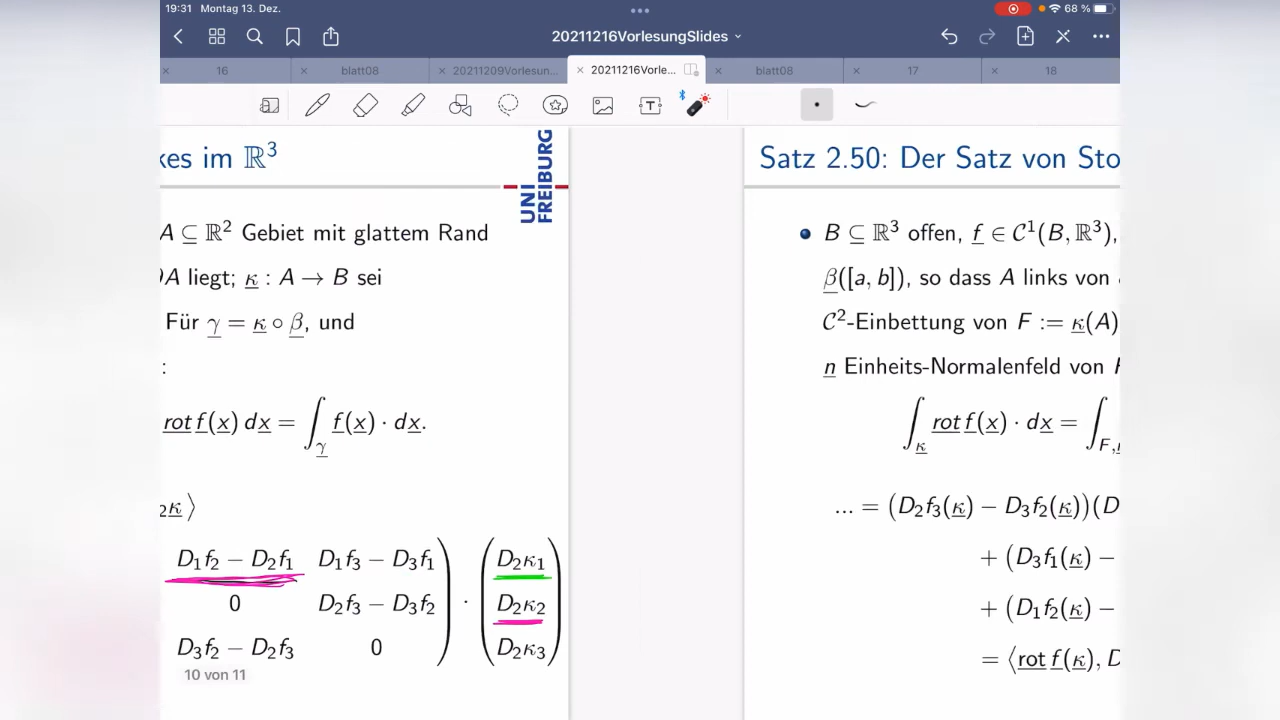 19:31 Montag 13. Dez.
68 %
20211216VorlesungSlides
16
blatt08
20211209Vorlesun...
20211216Vorle...
blatt08
17
18
kes im ℝ³
UNI
FREIBURG
A ⊆ ℝ² Gebiet mit glattem Rand
∂A liegt; κ : A → B sei
Für γ = κ ∘ β, und
:
rot f(x) dx = ∫_γ f(x) · dx.
₂κ⟩
D₁f₂ − D₂f₁ D₁f₃ − D₃f₁ D₂κ₁
0 D₂f₃ − D₃f₂ · D₂κ₂
D₃f₂ − D₂f₃ 0 D₂κ₃
10 von 11
Satz 2.50: Der Satz von Sto
B ⊆ ℝ³ offen, f ∈ C¹(B, ℝ³),
β([a, b]), so dass A links von
C²-Einbettung von F := κ(A)
n Einheits-Normalenfeld von F
∫_κ rot f(x) · dx = ∫_F,
... = (D₂f₃(κ) − D₃f₂(κ))(D
+ (D₃f₁(κ) −
+ (D₁f₂(κ) −
= ⟨rot f(κ), D